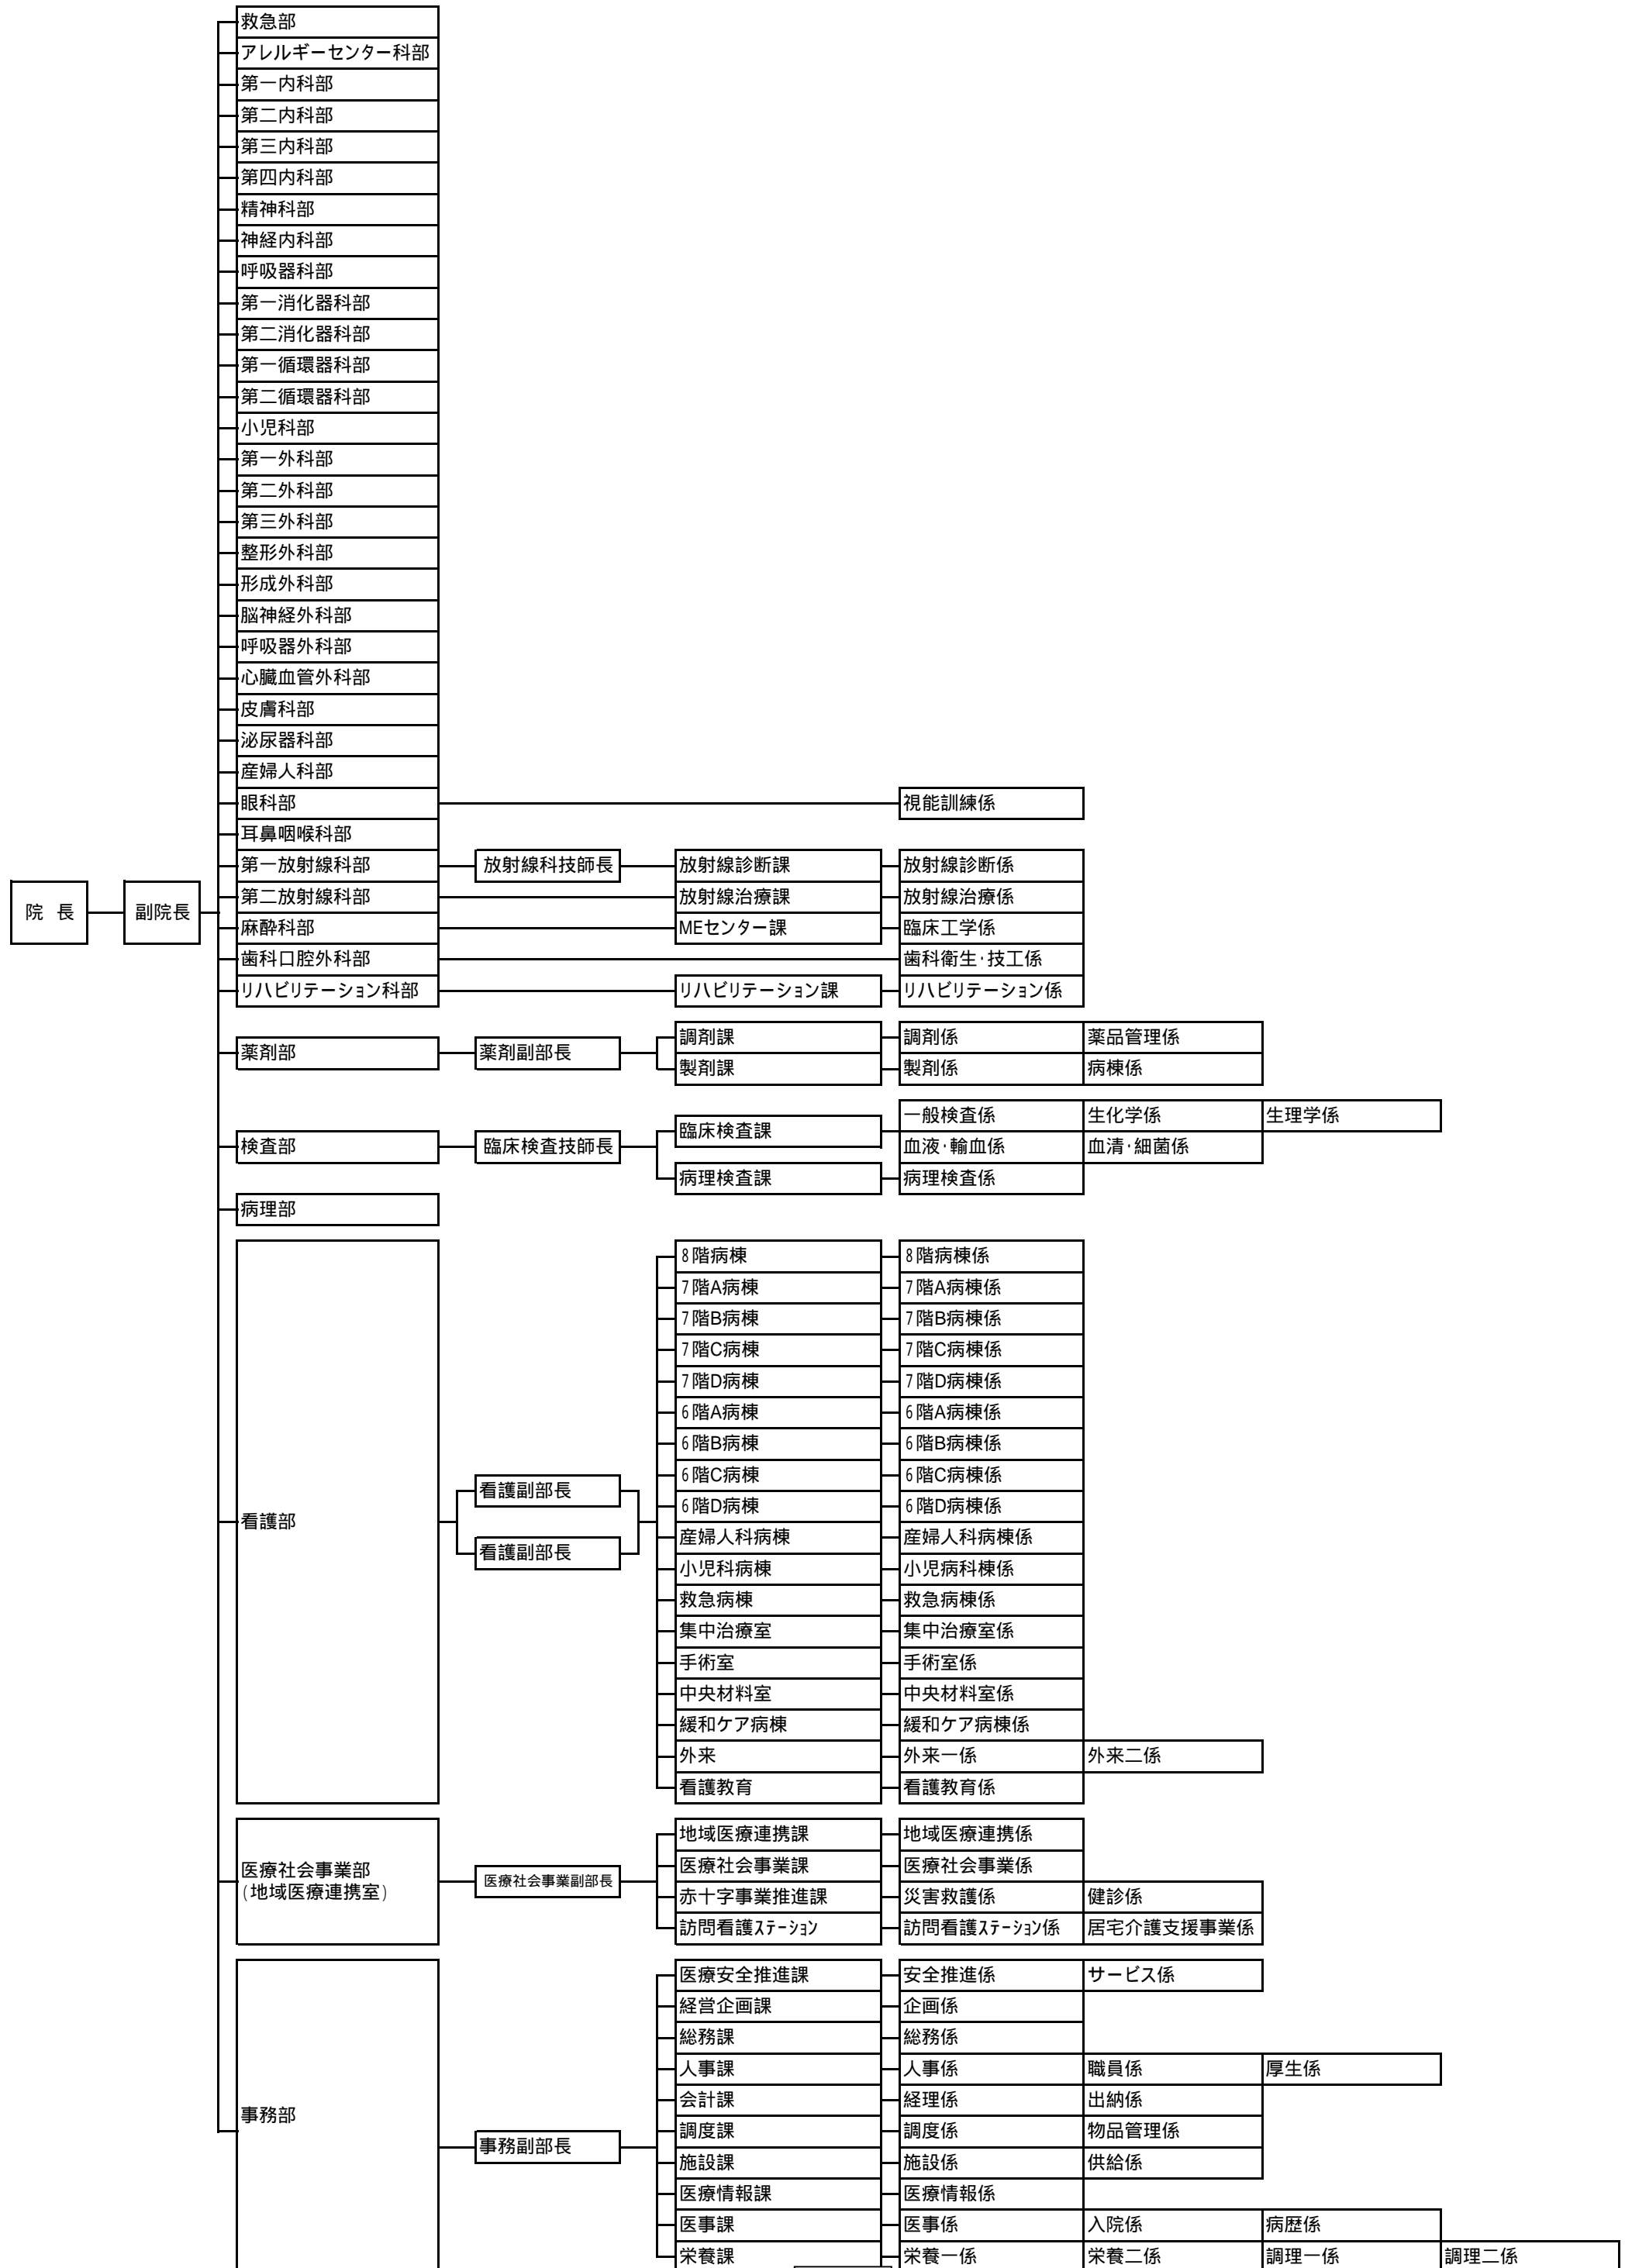 救急部
アレルギーセンター科部
第一内科部
第二内科部
第三内科部
第四内科部
精神科部
神経内科部
呼吸器科部
第一消化器科部
第二消化器科部
第一循環器科部
第二循環器科部
小児科部
第一外科部
第二外科部
第三外科部
整形外科部
形成外科部
脳神経外科部
呼吸器外科部
心臓血管外科部
皮膚科部
泌尿器科部
産婦人科部
眼科部 視能訓練係
耳鼻咽喉科部
第一放射線科部 放射線科技師長 放射線診断課 放射線診断係
第二放射線科部 放射線治療課 放射線治療係
院 長 副院長
麻酔科部 MEセンター課 臨床工学係
歯科口腔外科部 歯科衛生・技工係
リハビリテーション科部 リハビリテーション課 リハビリテーション係
調剤課 調剤係 薬品管理係
薬剤部 薬剤副部長
製剤課 製剤係 病棟係
一般検査係 生化学係 生理学係
臨床検査課
検査部 臨床検査技師長 血液・輸血係 血清・細菌係
病理検査課 病理検査係
病理部
8階病棟 8階病棟係
7階A病棟 7階A病棟係
7階B病棟 7階B病棟係
7階C病棟 7階C病棟係
7階D病棟 7階D病棟係
6階A病棟 6階A病棟係
6階B病棟 6階B病棟係
6階C病棟 6階C病棟係
看護副部長
6階D病棟 6階D病棟係
看護部
産婦人科病棟 産婦人科病棟係
看護副部長
小児科病棟 小児病科棟係
救急病棟 救急病棟係
集中治療室 集中治療室係
手術室 手術室係
中央材料室 中央材料室係
緩和ケア病棟 緩和ケア病棟係
外来 外来一係 外来二係
看護教育 看護教育係
地域医療連携課 地域医療連携係
医療社会事業部 医療社会事業課 医療社会事業係
(地域医療連携室) 医療社会事業副部長
赤十字事業推進課 災害救護係 健診係
訪問看護ｽﾃｰｼｮﾝ 訪問看護ｽﾃｰｼｮﾝ係 居宅介護支援事業係
医療安全推進課 安全推進係 サービス係
経営企画課 企画係
総務課 総務係
人事課 人事係 職員係 厚生係
会計課 経理係 出納係
事務部
調度課 調度係 物品管理係
事務副部長
施設課 施設係 供給係
医療情報課 医療情報係
医事課 医事係 入院係 病歴係
栄養課 栄養一係 栄養二係 調理一係 調理二係